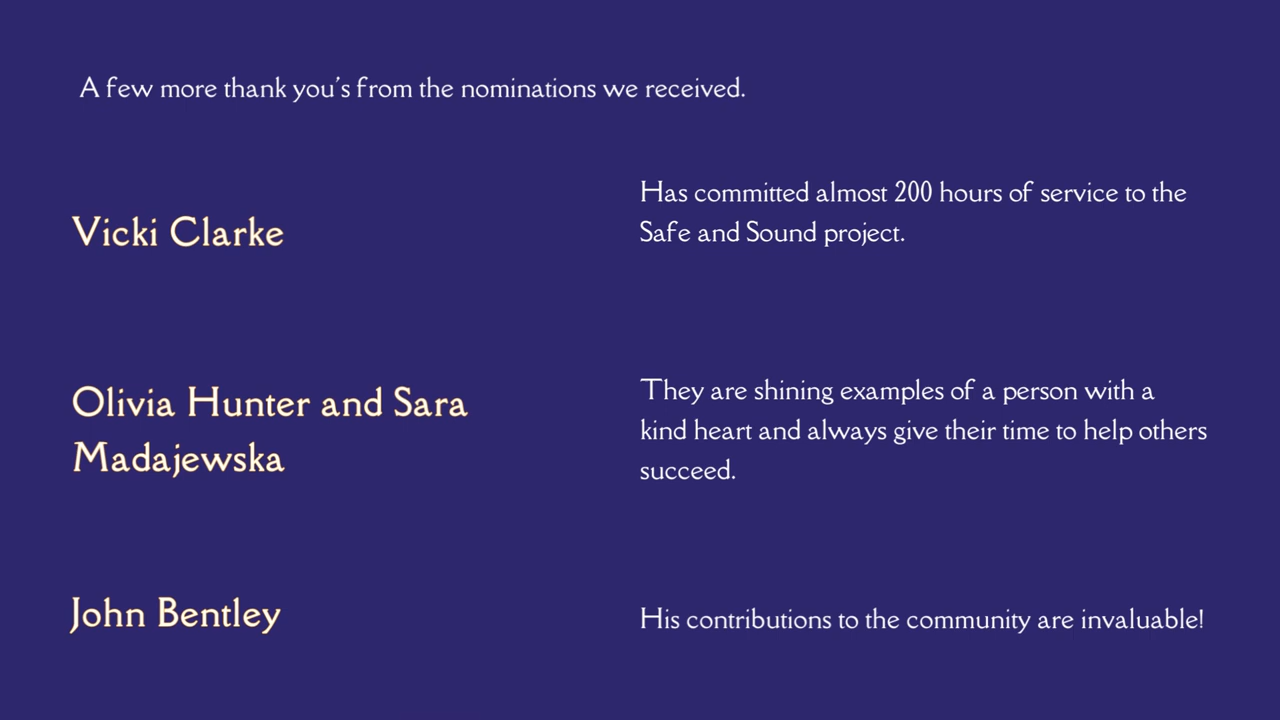 A few more thank you's from the nominations we received.
Vicki Clarke
Has committed almost 200 hours of service to the
Safe and Sound project.
Olivia Hunter and Sara
Madajewska
They are shining examples of a person with a
kind heart and always give their time to help others
succeed.
John Bentley
His contributions to the community are invaluable!